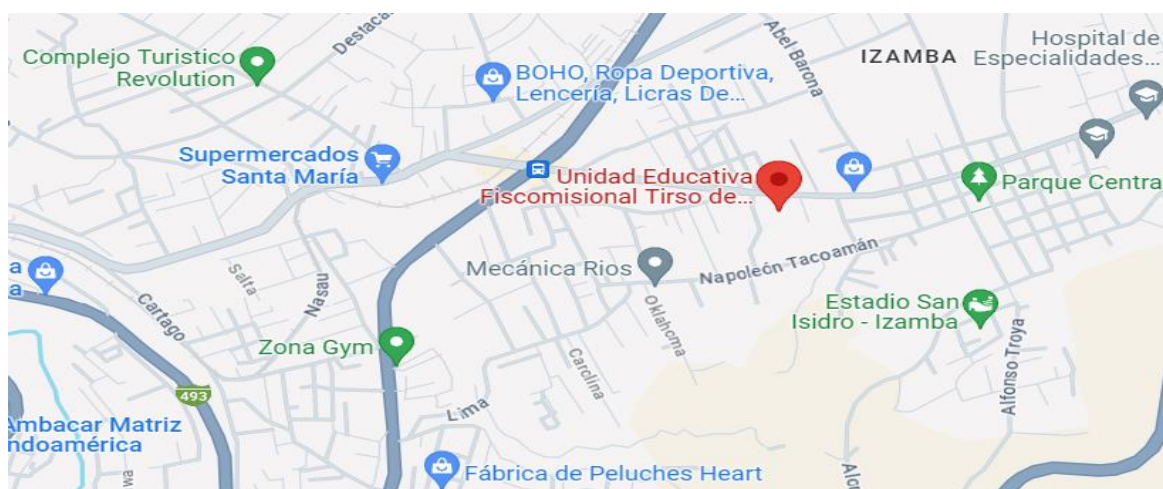 Complejo Turistico
Revolution
Destaca
BOHO, Ropa Deportiva,
Lencería, Licras De...
Abel Barona
IZAMBA
Hospital de
Especialidades...
Supermercados
Santa María
Unidad Educativa
Fiscomisional Tirso de...
Parque Centra
Mecánica Rios
Napoleón Tacoamán
a
a
Salta
Nasau
Cartago
Oklahoma
Estadio San
Isidro - Izamba
Zona Gym
Carolina
Alfonso Troya
493
Lima
Ambacar Matriz
ndoamérica
wa
Fábrica de Peluches Heart